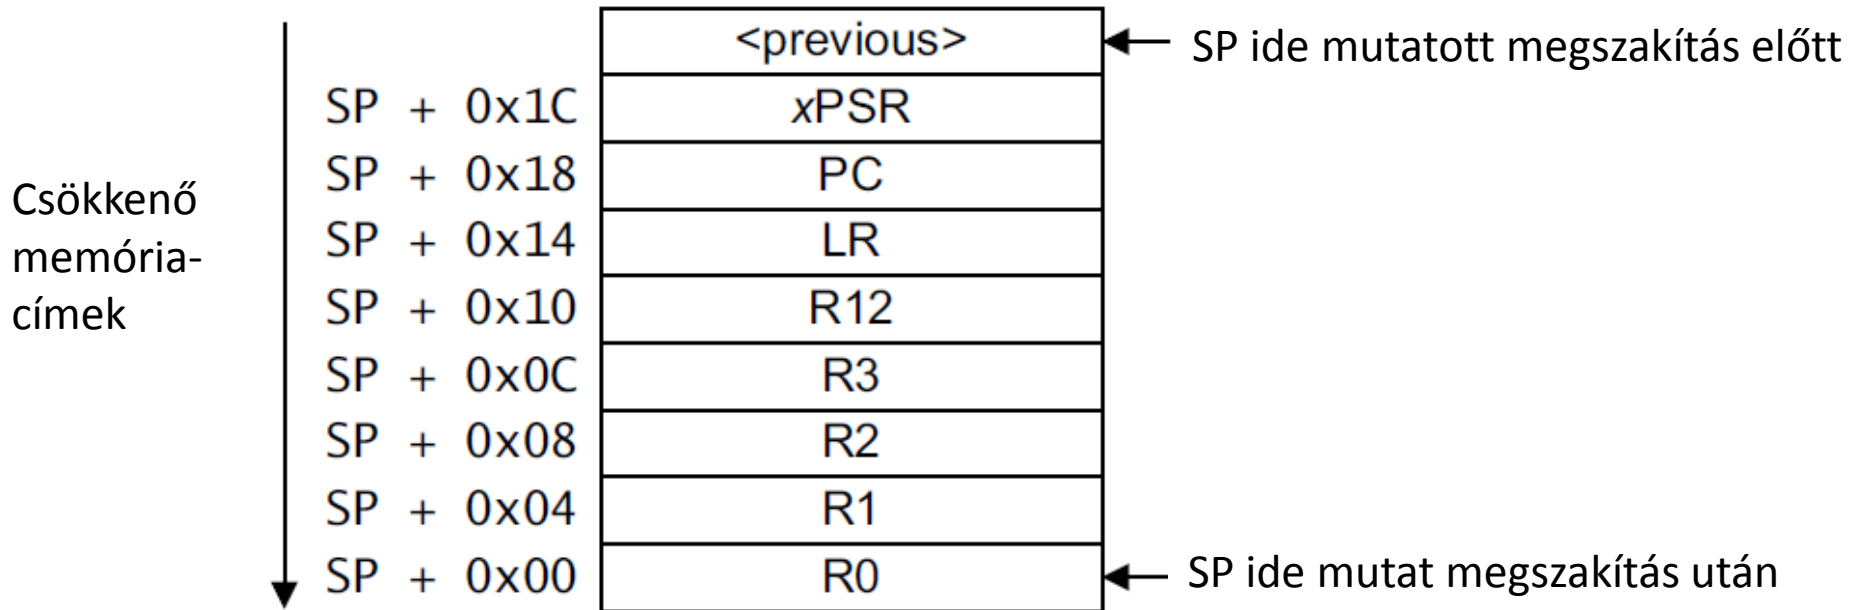 <previous>
SP ide mutatott megszakítás előtt
SP + 0x1C xPSR
SP + 0x18 PC
Csökkenő
memória-
címek
SP + 0x14 LR
SP + 0x10 R12
SP + 0x0C R3
SP + 0x08 R2
SP + 0x04 R1
SP + 0x00 R0
SP ide mutat megszakítás után